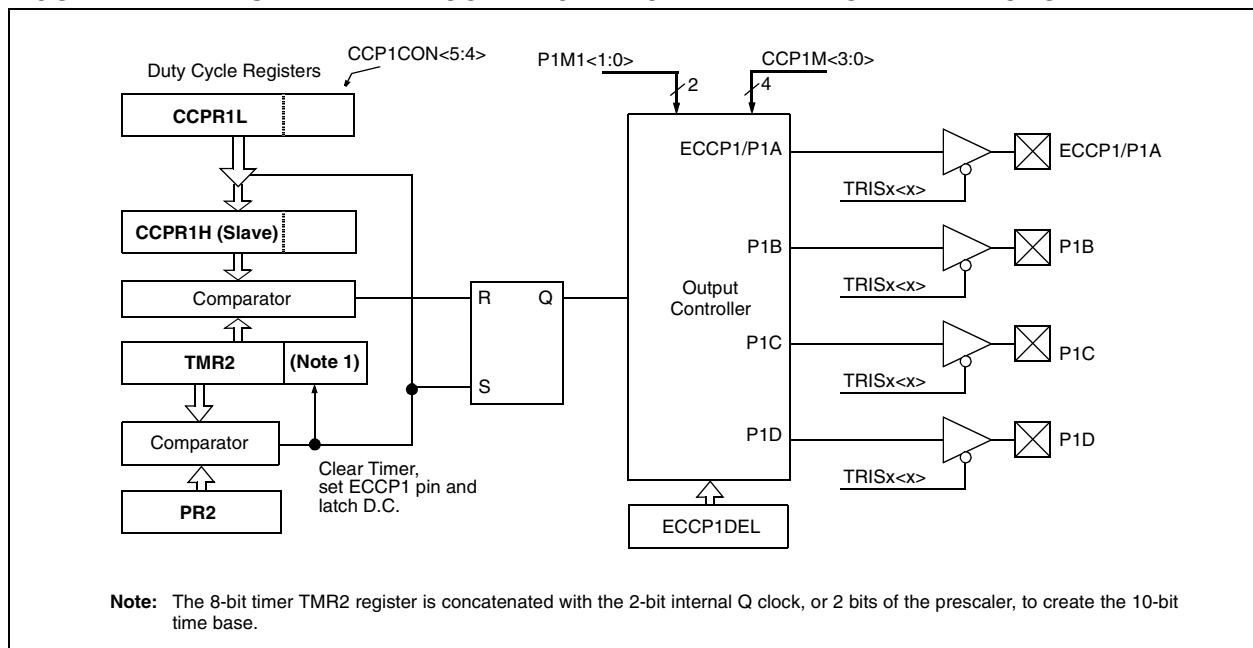 CCP1CON<5:4>
Duty Cycle Registers
P1M1<1:0>
CCP1M<3:0>
2
4
CCPR1L
ECCP1/P1A
ECCP1/P1A
TRISx<x>
CCPR1H (Slave)
P1B
P1B
TRISx<x>
Comparator
R
Q
Output
Controller
TMR2
(Note 1)
P1C
P1C
S
TRISx<x>
Comparator
P1D
P1D
Clear Timer,
set ECCP1 pin and
latch D.C.
TRISx<x>
PR2
ECCP1DEL
Note: The 8-bit timer TMR2 register is concatenated with the 2-bit internal Q clock, or 2 bits of the prescaler, to create the 10-bit
time base.